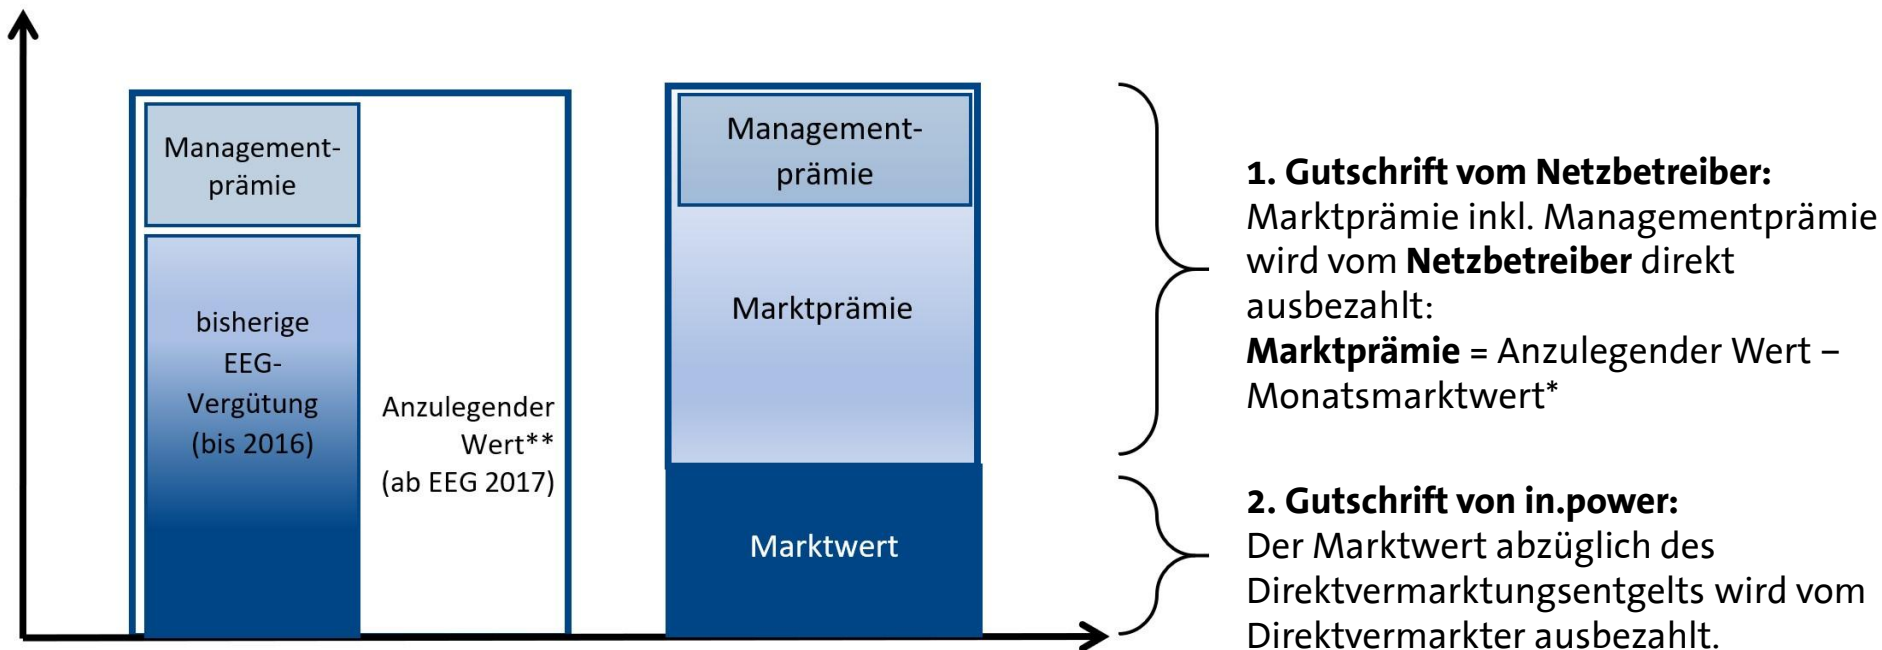 Management-
prämie
bisherige
EEG-
Vergütung
(bis 2016)
Anzulegender
Wert**
(ab EEG 2017)
Management-
prämie
Marktprämie
Marktwert
1. Gutschrift vom Netzbetreiber:
Marktprämie inkl. Managementprämie
wird vom Netzbetreiber direkt
ausbezahlt:
Marktprämie = Anzulegender Wert –
Monatsmarktwert*
2. Gutschrift von in.power:
Der Marktwert abzüglich des
Direktvermarktungsentgelts wird vom
Direktvermarkter ausbezahlt.